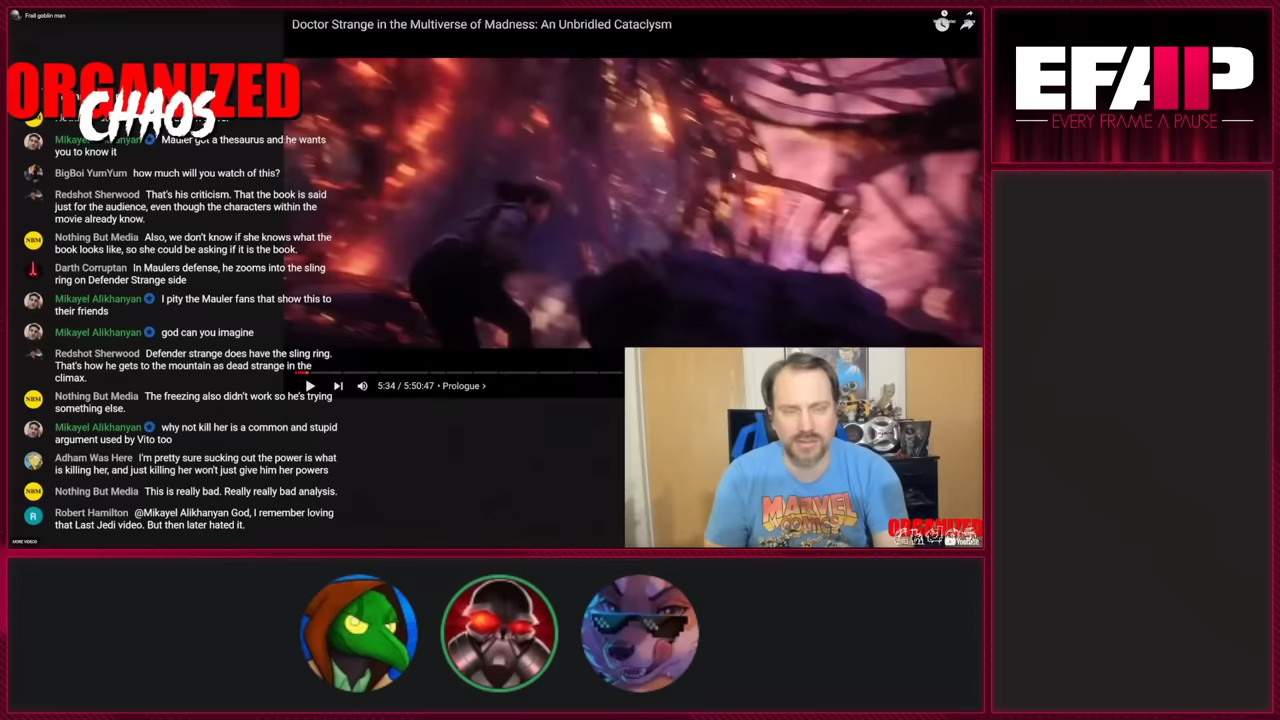 Frail goblin man
Doctor Strange in the Multiverse of Madness: An Unbridled Cataclysm
ORGANIZED
CHAOS
Mauler got a thesaurus and he wants
you to know it
BigBoi YumYum how much will you watch of this?
Redshot Sherwood That's his criticism. That the book is said
just for the audience, even though the characters within the
movie already know.
Nothing But Media Also, we don't know if she knows what the
book looks like, so she could be asking if it is the book.
Darth Corruptan In Maulers defense, he zooms into the sling
ring on Defender Strange side
Mikayel Alikhanyan I pity the Mauler fans that show this to
their friends
Mikayel Alikhanyan god can you imagine
Redshot Sherwood Defender strange does have the sling ring.
That's how he gets to the mountain as dead strange in the
climax.
Nothing But Media The freezing also didn't work so he's trying
something else.
Mikayel Alikhanyan why not kill her is a common and stupid
argument used by Vito too
Adham Was Here I'm pretty sure sucking out the power is what
is killing her, and just killing her won't just give him her powers
Nothing But Media This is really bad. Really really bad analysis.
Robert Hamilton @Mikayel Alikhanyan God, I remember loving
that Last Jedi video. But then later hated it.
MORE VIDEOS
5:34 / 5:50:47 • Prologue >
MARVEL
COMICS
ORGANIZED
YouTube
EFAP
EVERY FRAME A PAUSE
NBM
NBM
NBM
R